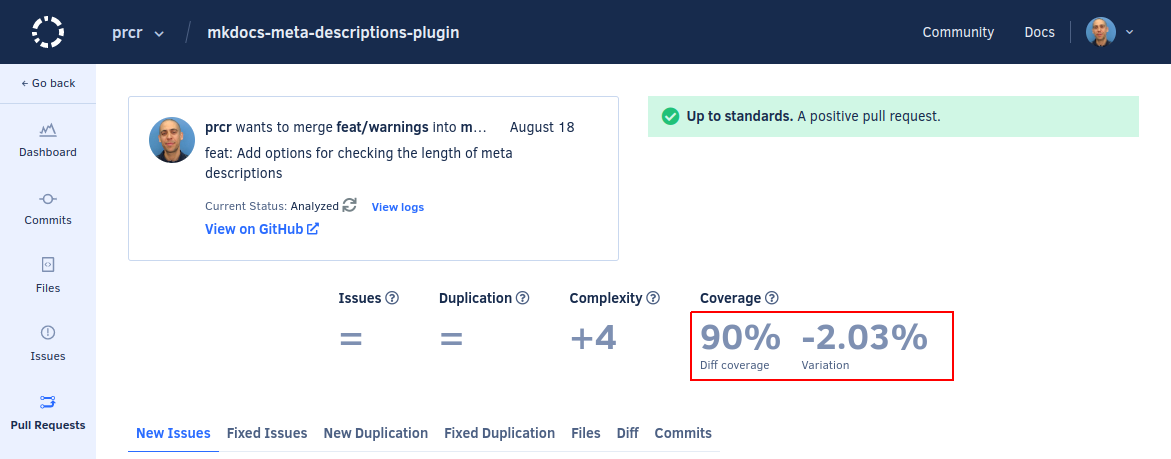 prcr
mkdocs-meta-descriptions-plugin
Community
Docs
← Go back
Dashboard
Commits
Files
Issues
Pull Requests
prcr wants to merge feat/warnings into m... August 18
feat: Add options for checking the length of meta
descriptions
Current Status: Analyzed View logs
View on GitHub
Up to standards. A positive pull request.
Issues ?
=
Duplication ?
=
Complexity ?
+4
Coverage ?
90% -2.03%
Diff coverage Variation
New Issues Fixed Issues New Duplication Fixed Duplication Files Diff Commits